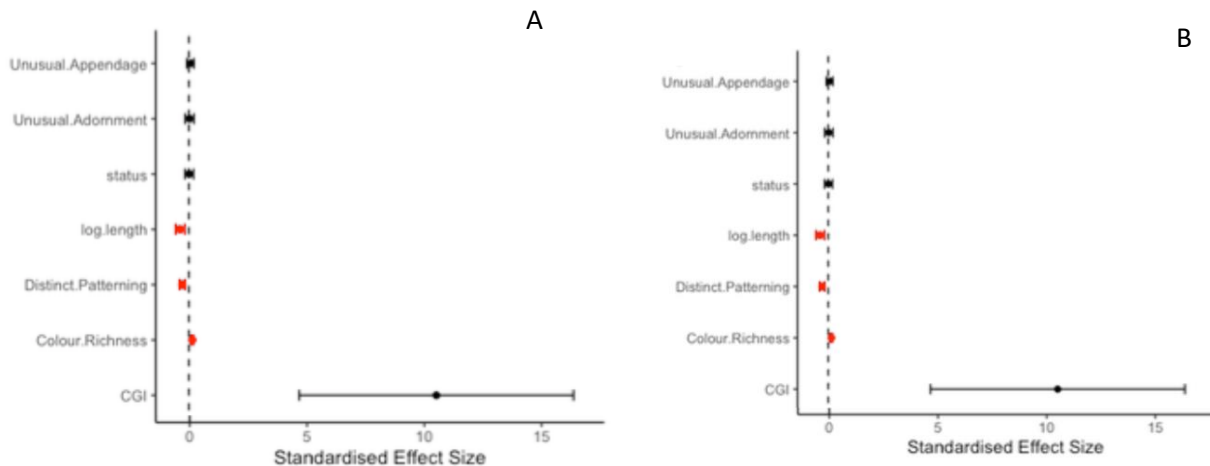 A
Unusual.Appendage
Unusual.Adornment
status
log.length
Distinct.Patterning
Colour.Richness
CGI
0 5 10 15
Standardised Effect Size
B
Unusual.Appendage
Unusual.Adornment
status
log.length
Distinct.Patterning
Colour.Richness
CGI
0 5 10 15
Standardised Effect Size